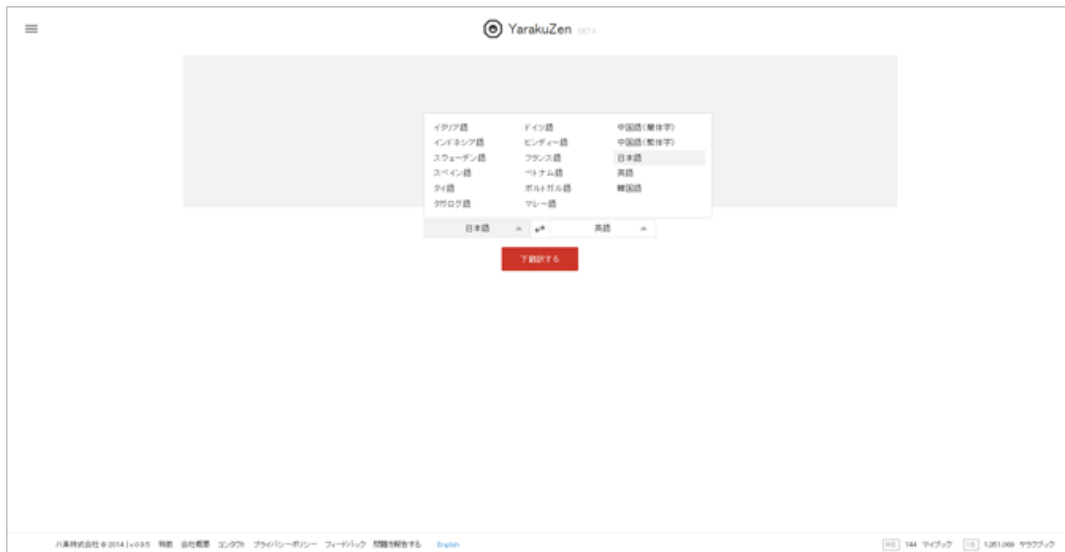 YarakuZen BETA
イタリア語 ドイツ語 中国語(簡体字)
インドネシア語 ヒンディー語 中国語(繁体字)
スウェーデン語 フランス語 日本語
スペイン語 ベトナム語 英語
タイ語 ポルトガル語 韓国語
タガログ語 マレー語
日本語 英語
下翻訳する
八楽株式会社 © 2014 | v.0.9.5 特徴 会社概要 コンタクト プライバシーポリシー フィードバック 問題を報告する English 144 マイブック 1,251,069 ヤラクブック